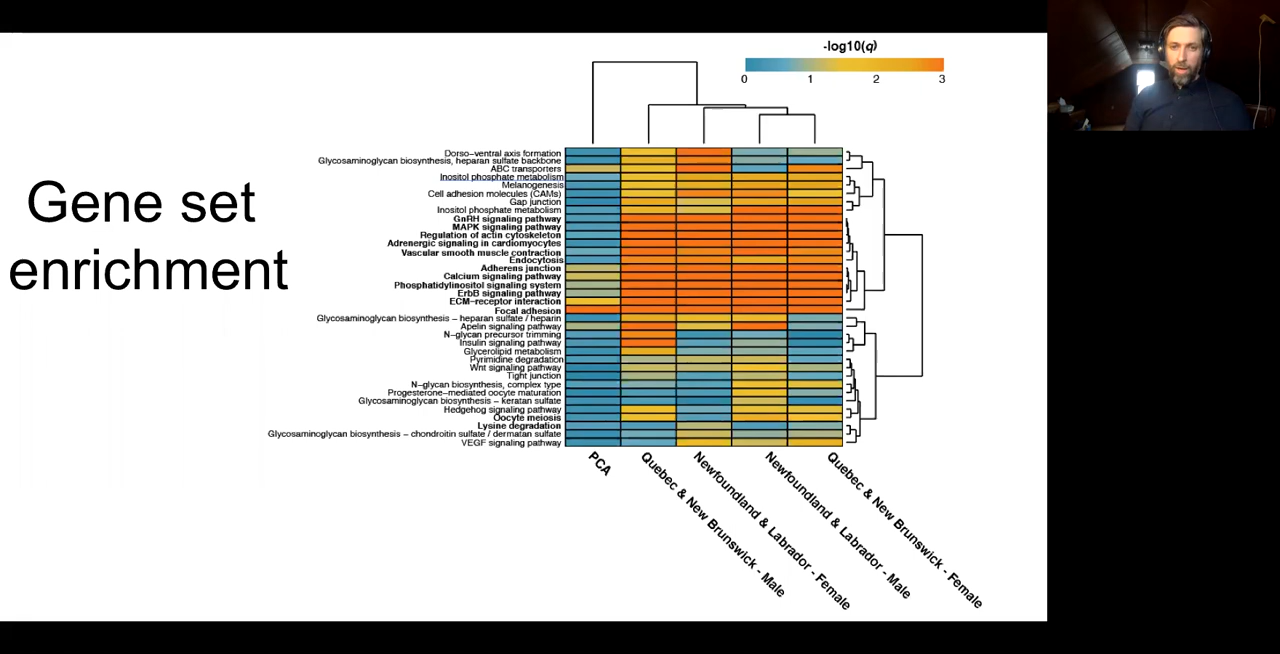 Gene set
enrichment
-log10(q)
0 1 2 3
Dorso-ventral axis formation
Glycosaminoglycan biosynthesis, heparan sulfate backbone
ABC transporters
Inositol phosphate metabolism
Melanogenesis
Cell adhesion molecules (CAMs)
Gap junction
Inositol phosphate metabolism
GnRH signaling pathway
MAPK signaling pathway
Regulation of actin cytoskeleton
Adrenergic signaling in cardiomyocytes
Vascular smooth muscle contraction
Endocytosis
Adherens junction
Calcium signaling pathway
Phosphatidylinositol signaling system
ErbB signaling pathway
ECM-receptor interaction
Focal adhesion
Glycosaminoglycan biosynthesis - heparan sulfate / heparin
Apelin signaling pathway
N-glycan precursor trimming
Insulin signaling pathway
Glycerolipid metabolism
Pyrimidine degradation
Wnt signaling pathway
Tight junction
N-glycan biosynthesis, complex type
Progesterone-mediated oocyte maturation
Glycosaminoglycan biosynthesis - keratan sulfate
Hedgehog signaling pathway
Oocyte meiosis
Lysine degradation
Glycosaminoglycan biosynthesis - chondroitin sulfate / dermatan sulfate
VEGF signaling pathway
PCA
Quebec & New Brunswick - Male
Newfoundland & Labrador - Female
Newfoundland & Labrador - Male
Quebec & New Brunswick - Female